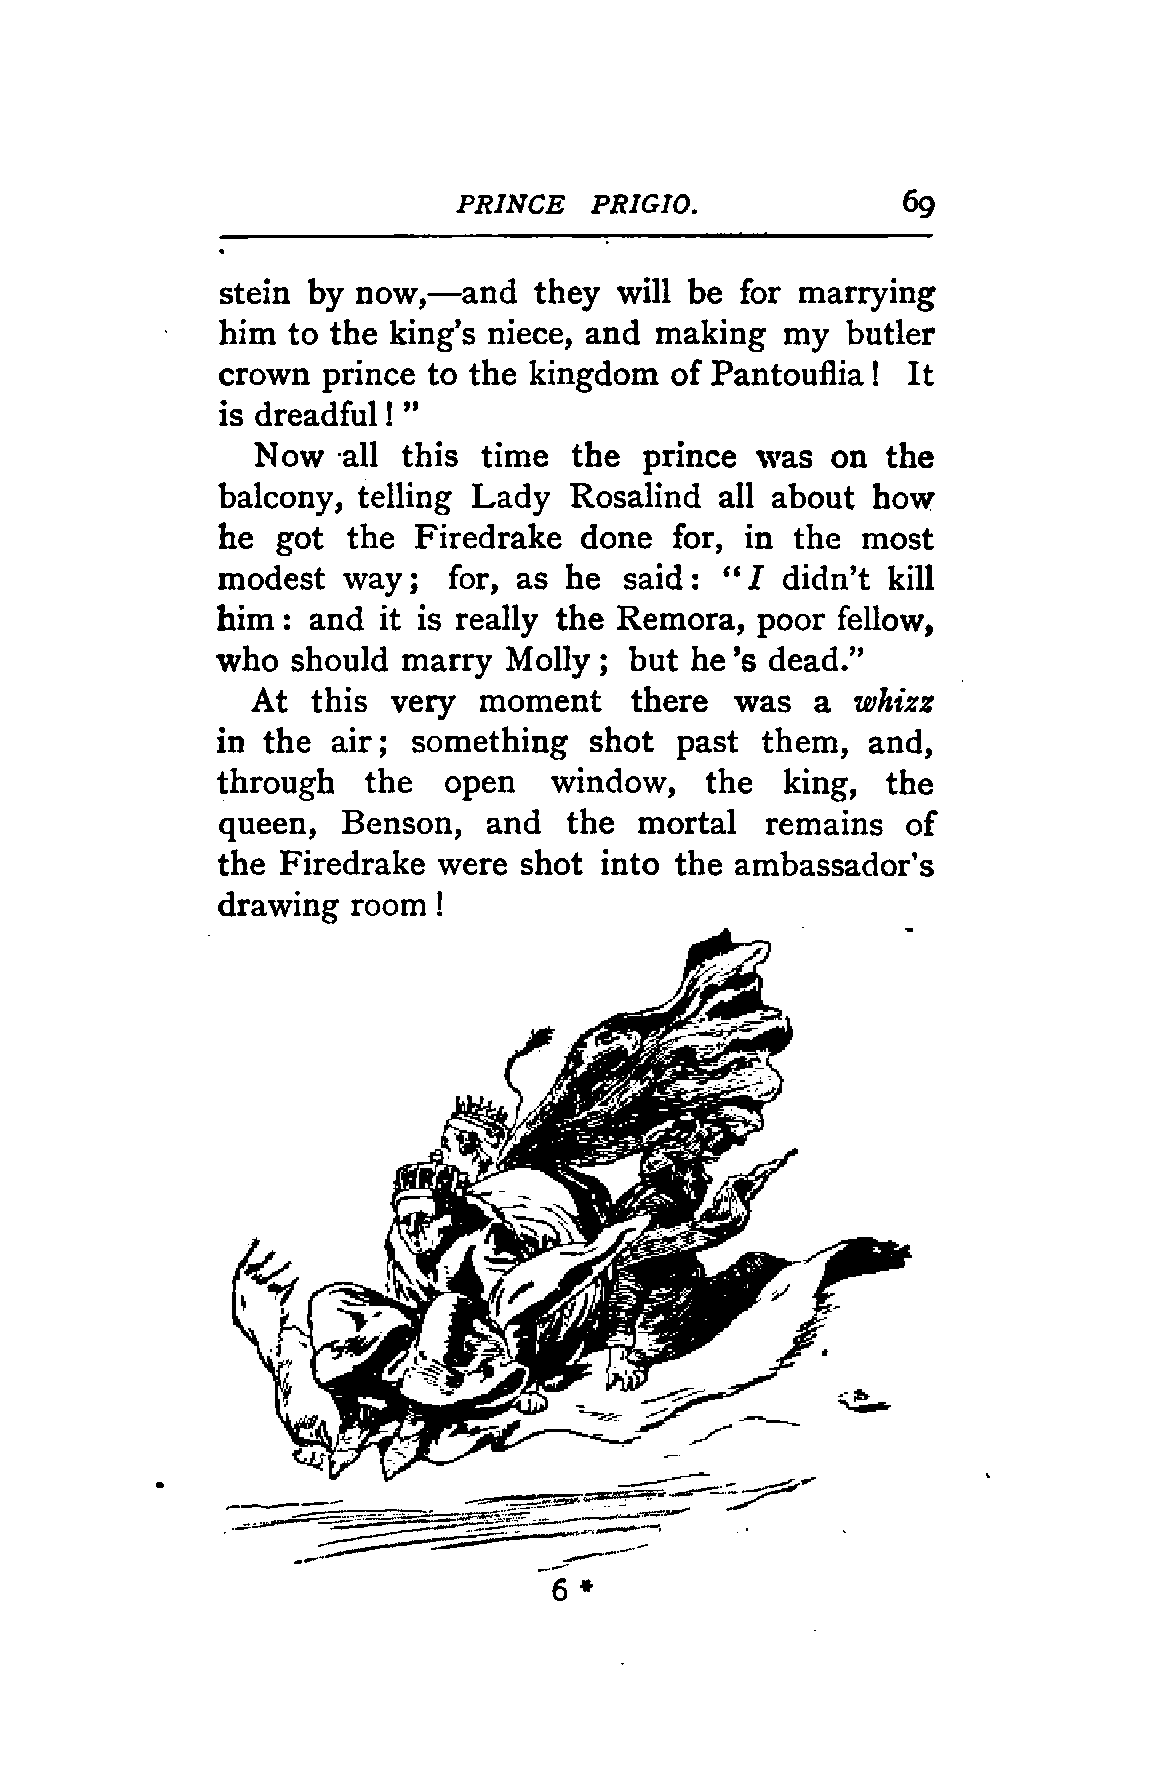 PRINCE PRIGIO. 69
stein by now,—and they will be for marrying
him to the king's niece, and making my butler
crown prince to the kingdom of Pantouflia! It
is dreadful!"
Now all this time the prince was on the
balcony, telling Lady Rosalind all about how
he got the Firedrake done for, in the most
modest way; for, as he said: "I didn't kill
him: and it is really the Remora, poor fellow,
who should marry Molly; but he's dead."
At this very moment there was a whizz
in the air; something shot past them, and,
through the open window, the king, the
queen, Benson, and the mortal remains of
the Firedrake were shot into the ambassador's
drawing room!
6 *